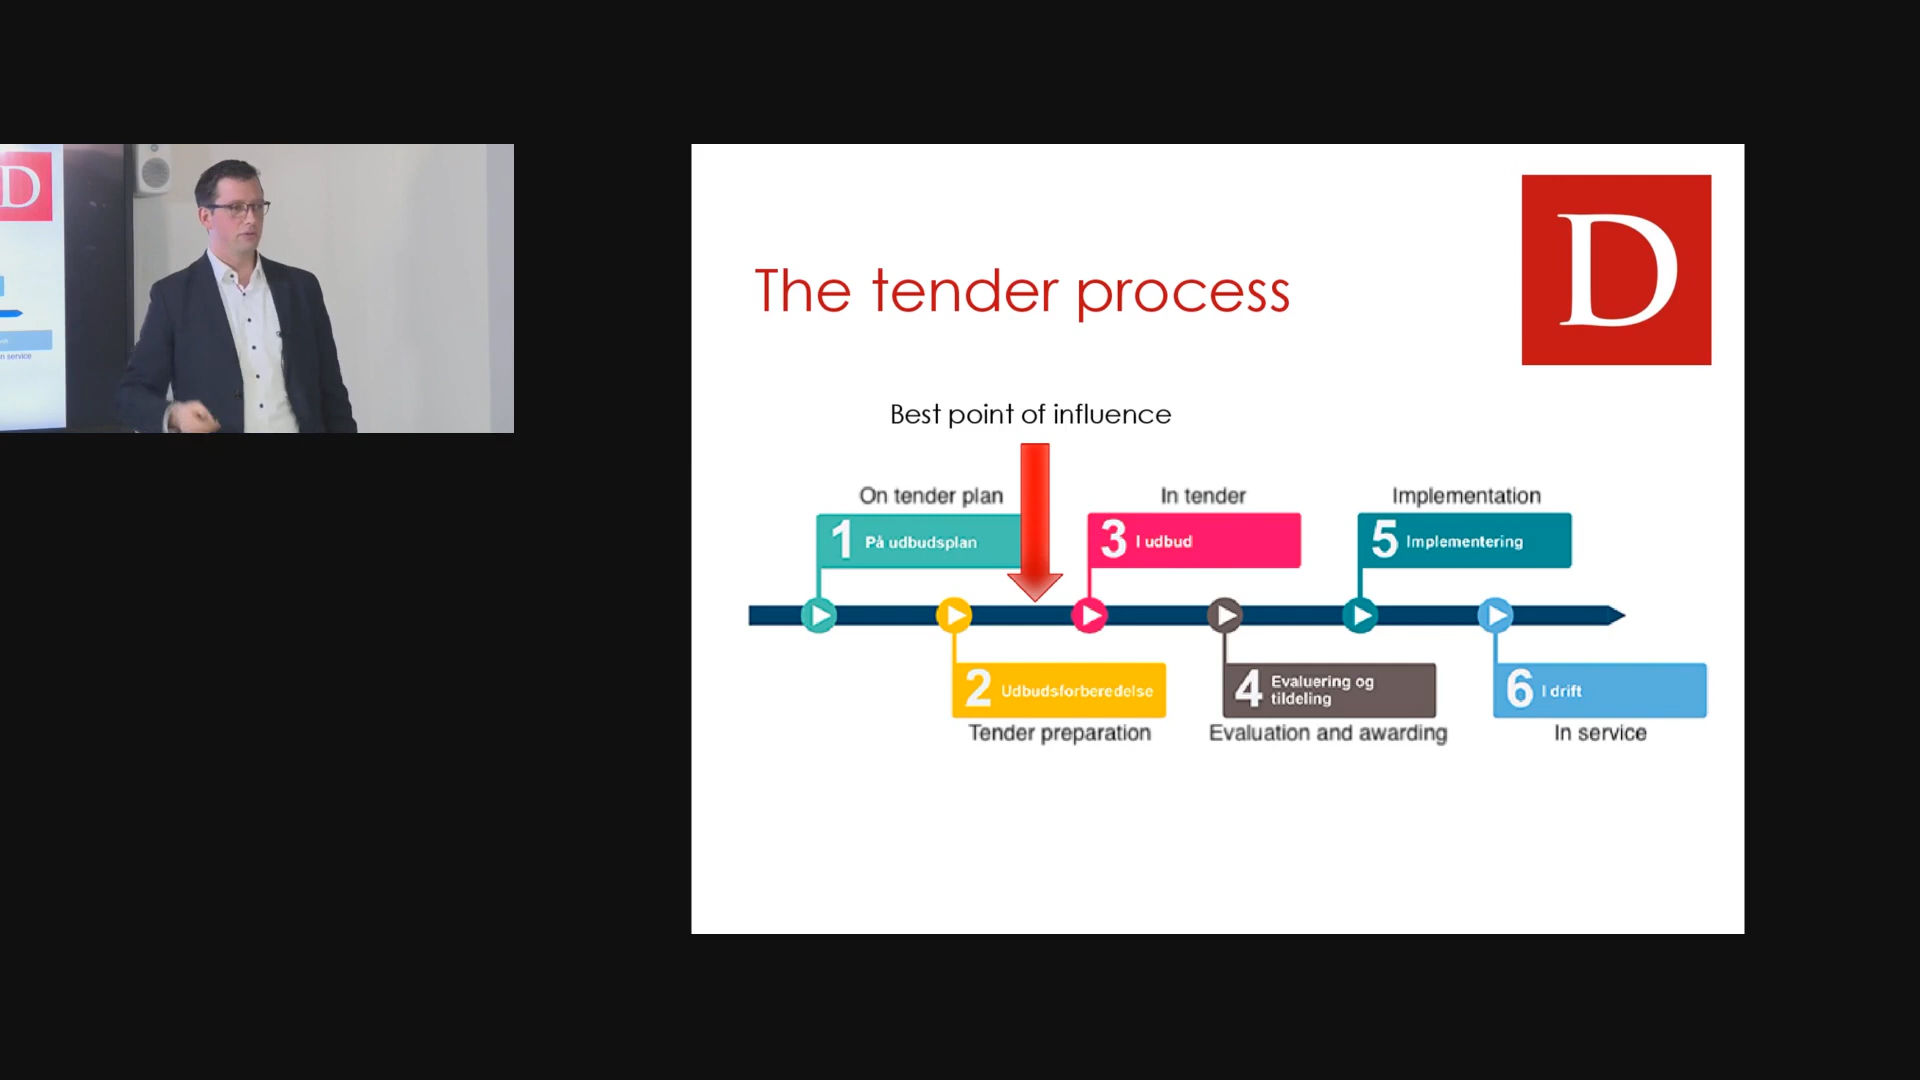 D
n service
D
The tender process
Best point of influence
On tender plan
In tender
Implementation
1 På udbudsplan
3 I udbud
5 Implementering
2 Udbudsforberedelse
4 Evaluering og
tildeling
6 I drift
Tender preparation
Evaluation and awarding
In service